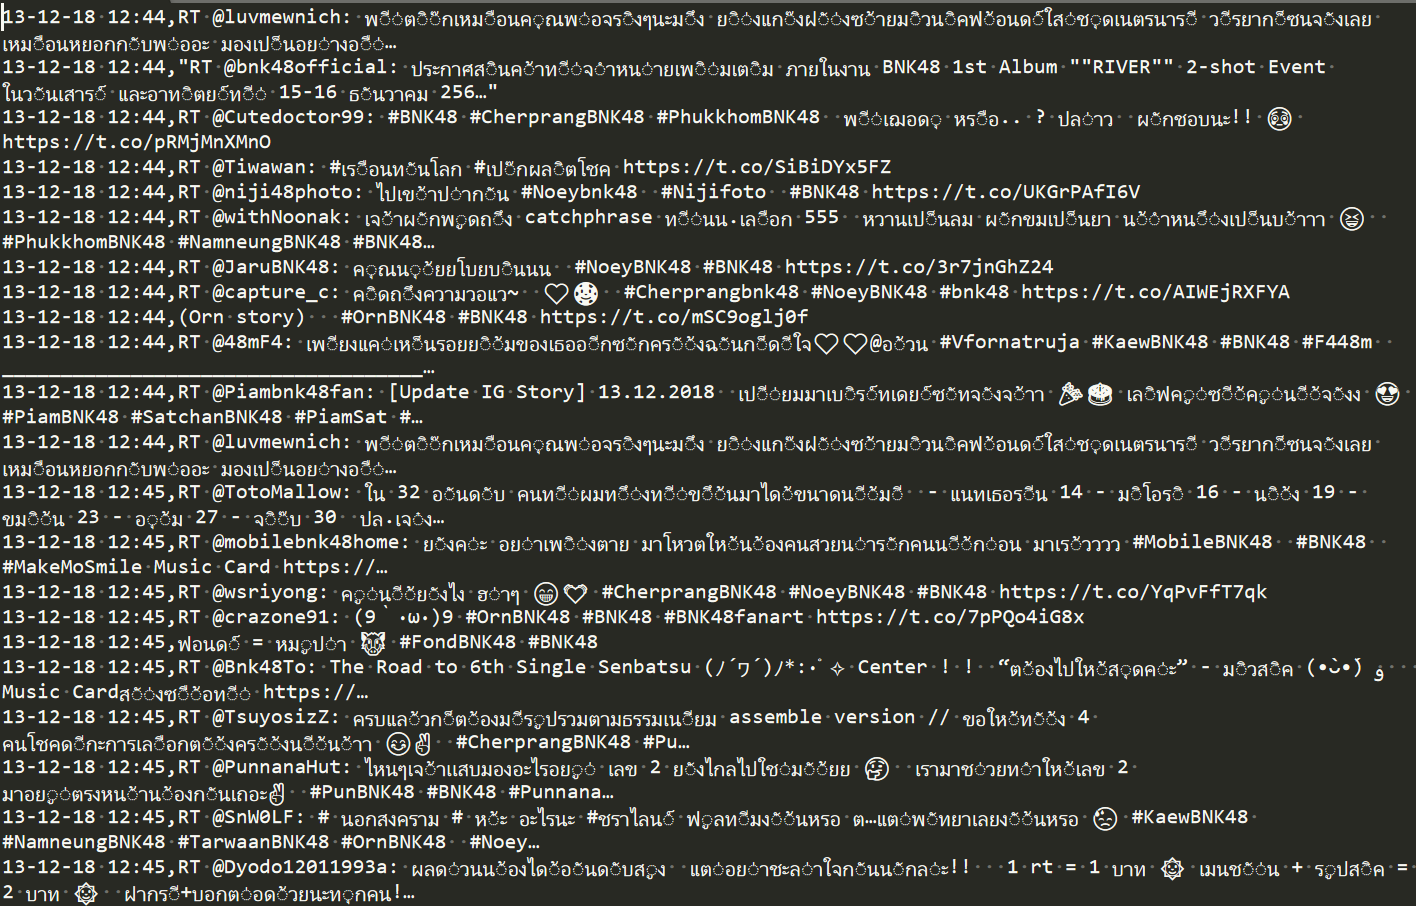 13-12-18 12:44,RT @luvmewnich: พี่ติ๊กเหมือนคุณพ่อจริงๆนะมึง ยิ่งแก๊งฝั่งซ้ายมิวนิคฟ้อนด์ใส่ชุดเนตรนารี วีรยาก็ซนจังเลย
เหมือนหยอกกับพ่ออะ มองเป็นอย่างอื่…
13-12-18 12:44,"RT @bnk48official: ประกาศสินค้าที่จำหน่ายเพิ่มเติม ภายในงาน BNK48 1st Album ""RIVER"" 2-shot Event
ในวันเสาร์ และอาทิตย์ที่ 15-16 ธันวาคม 256…"
13-12-18 12:44,RT @Cutedoctor99: #BNK48 #CherprangBNK48 #PhukkhomBNK48  พี่เฌอดุ หรือ.. ? ปล่าว  ผักชอบนะ!! 😳
https://t.co/pRMjMnXMnO
13-12-18 12:44,RT @Tiwawan: #เรือนทันโลก #เป๊กผลิตโชค https://t.co/SiBiDYx5FZ
13-12-18 12:44,RT @niji48photo: ไปเข้าป่ากัน #Noeybnk48  #Nijifoto  #BNK48 https://t.co/UKGrPAfI6V
13-12-18 12:44,RT @withNoonak: เจ้าผักพูดถึง catchphrase ที่นน.เลือก 555  หวานเป็นลม ผักขมเป็นยา น้ำหนึ่งเป็นบ้าาา 😆
#PhukkhomBNK48 #NamneungBNK48 #BNK48…
13-12-18 12:44,RT @JaruBNK48: คุณนุ้ยยโบยบินนน  #NoeyBNK48 #BNK48 https://t.co/3r7jnGhZ24
13-12-18 12:44,RT @capture_c: คิดถึงความวอแว~  ♡  #Cherprangbnk48 #NoeyBNK48 #bnk48 https://t.co/AIWEjRXFYA
13-12-18 12:44,(Orn story)  #OrnBNK48 #BNK48 https://t.co/mSC9oglj0f
13-12-18 12:44,RT @48mF4: เพียงแค่เห็นรอยยิ้มของเธออีกซักครั้งฉันก็ดีใจ♡♡@อ้วน #Vfornatruja #KaewBNK48 #BNK48 #F448m
____________________________________…
13-12-18 12:44,RT @Piambnk48fan: [Update IG Story] 13.12.2018  เปี่ยมมาเบิร์ทเดย์ซัทจังจ้าา 🎉🎂 เลิฟคู่ซี้คู่นี้จังง 😍
#PiamBNK48 #SatchanBNK48 #PiamSat #…
13-12-18 12:44,RT @luvmewnich: พี่ติ๊กเหมือนคุณพ่อจริงๆนะมึง ยิ่งแก๊งฝั่งซ้ายมิวนิคฟ้อนด์ใส่ชุดเนตรนารี วีรยาก็ซนจังเลย
เหมือนหยอกกับพ่ออะ มองเป็นอย่างอื่…
13-12-18 12:45,RT @TotoMallow: ใน 32 อันดับ คนที่ผมทึ่งที่ขึ้นมาได้ขนาดนี้มี  - แนทเธอรีน 14 - มิโอริ 16 - นิ้ง 19 -
ขมิ้น 23 - อุ้ม 27 - จิ๊บ 30  ปล.เจ๋ง…
13-12-18 12:45,RT @mobilebnk48home: ยังค่ะ อย่าเพิ่งตาย มาโหวตให้น้องคนสวยน่ารักคนนี้ก่อน มาเร้วววว #MobileBNK48  #BNK48
#MakeMoSmile Music Card https://…
13-12-18 12:45,RT @wsriyong: คู่นี้ยังไง ฮ่าๆ 😁 #CherprangBNK48 #NoeyBNK48 #BNK48 https://t.co/YqPvFfT7qk
13-12-18 12:45,RT @crazone91: (9｀･ω･)9 #OrnBNK48 #BNK48 #BNK48fanart https://t.co/7pPQo4iG8x
13-12-18 12:45,ฟอนด์ = หมูป่า 🐗 #FondBNK48 #BNK48
13-12-18 12:45,RT @Bnk48To: The Road to 6th Single Senbatsu (ﾉ´ヮ´)ﾉ*:･ﾟ✧ Center ! !  “ต้องไปให้สุดค่ะ” - มิวสิค (•̀ᴗ•́)و
Music Cardสั่งซื้อที่ https://…
13-12-18 12:45,RT @TsuyosizZ: ครบแล้วก็ต้องมีรูปรวมตามธรรมเนียม assemble version // ขอให้ทั้ง 4
คนโชคดีกะการเลือกตั้งครั้งนี้น้าา 😊✌  #CherprangBNK48 #Pu…
13-12-18 12:45,RT @PunnanaHut: ไหนๆเจ้าแสบมองอะไรอยู่ เลข 2 ยังไกลไปใช่มั้ยย 🤔  เรามาช่วยทำให้เลข 2
มาอยู่ตรงหน้าน้องกันเถอะ✌  #PunBNK48 #BNK48 #Punnana…
13-12-18 12:45,RT @SnW0LF: # นอกสงคราม # ห้ะ อะไรนะ #ชราไลน์ ฟูลทีมงั้นหรอ ต…แต่พัทยาเลยงั้นหรอ #KaewBNK48
#NamneungBNK48 #TarwaanBNK48 #OrnBNK48  #Noey…
13-12-18 12:45,RT @Dyodo12011993a: ผลด่วนน้องได้อันดับสูง  แต่อย่าชะล่าใจกันนักล่ะ!!  1 rt = 1 บาท 🌞 เมนชั่น + รูปสติค =
2 บาท 🌞  ฝากรี+บอกต่อด้วยนะทุกคน!…